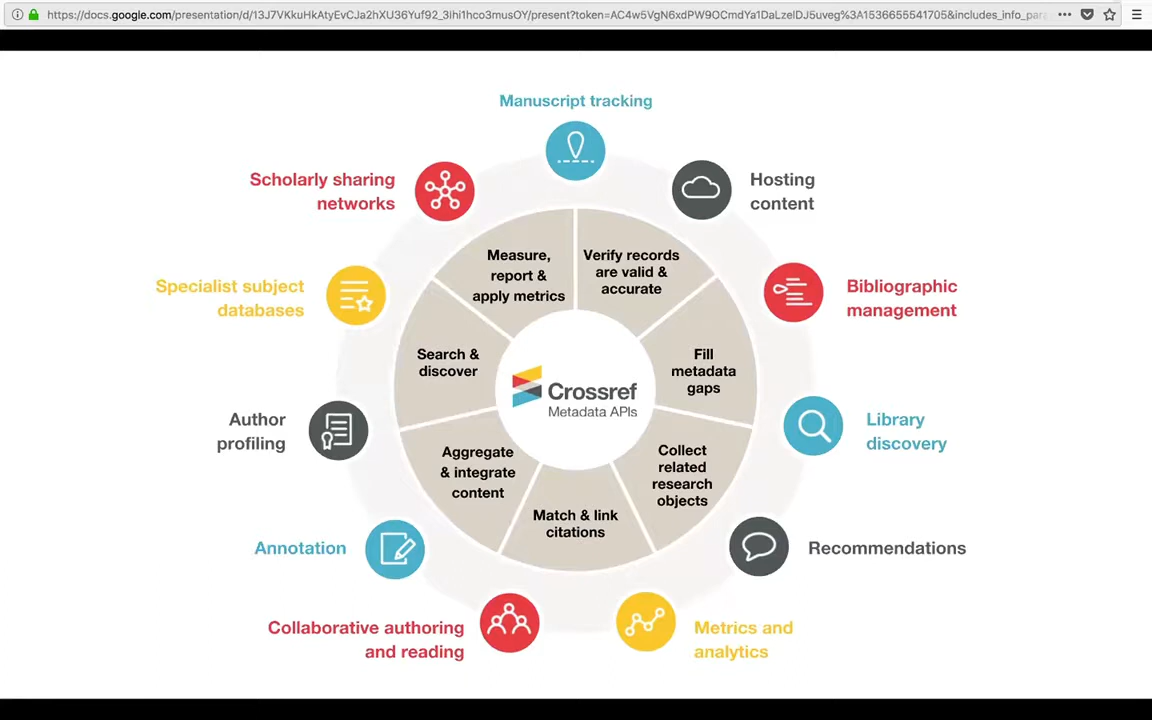 https://docs.google.com/presentation/d/13J7VKkuHkAtyEvCJa2hXU36Yuf92_3ihi1hco3musOY/present?token=AC4w5VgN6xdPW9OCmdYa1DaLzelDJ5uveg%3A1536655541705&includes_info_para
Manuscript tracking
Scholarly sharing
networks
Hosting
content
Specialist subject
databases
Bibliographic
management
Author
profiling
Library
discovery
Annotation
Recommendations
Collaborative authoring
and reading
Metrics and
analytics
Measure,
report &
apply metrics
Verify records
are valid &
accurate
Search &
discover
Fill
metadata
gaps
Crossref
Metadata APIs
Aggregate
& integrate
content
Collect
related
research
objects
Match & link
citations